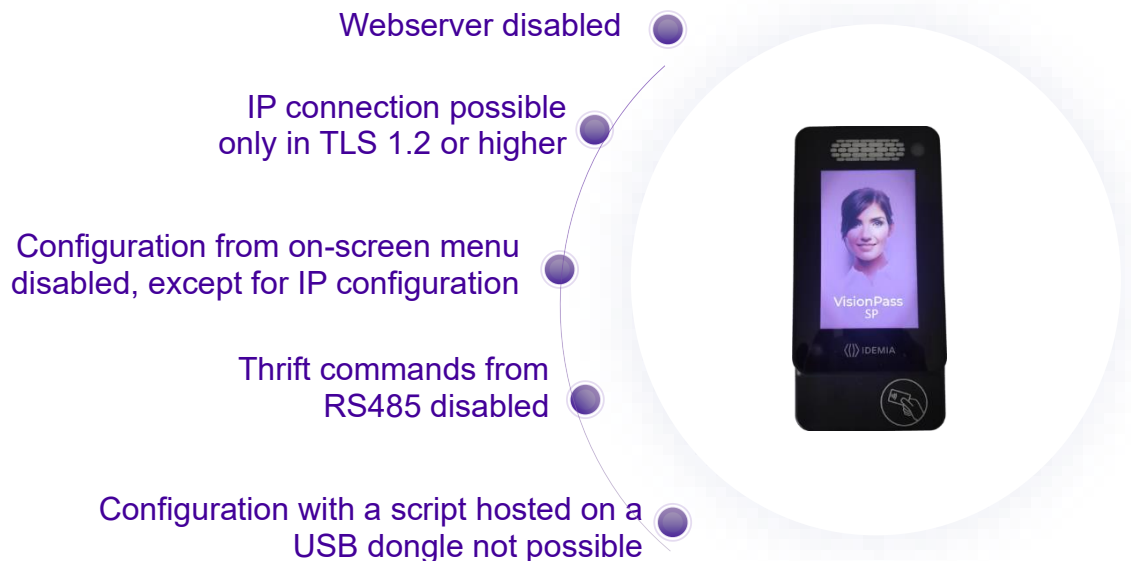 Webserver disabled
IP connection possible
only in TLS 1.2 or higher
Configuration from on-screen menu
disabled, except for IP configuration
Thrift commands from
RS485 disabled
Configuration with a script hosted on a
USB dongle not possible
VisionPass
SP
IDEMIA